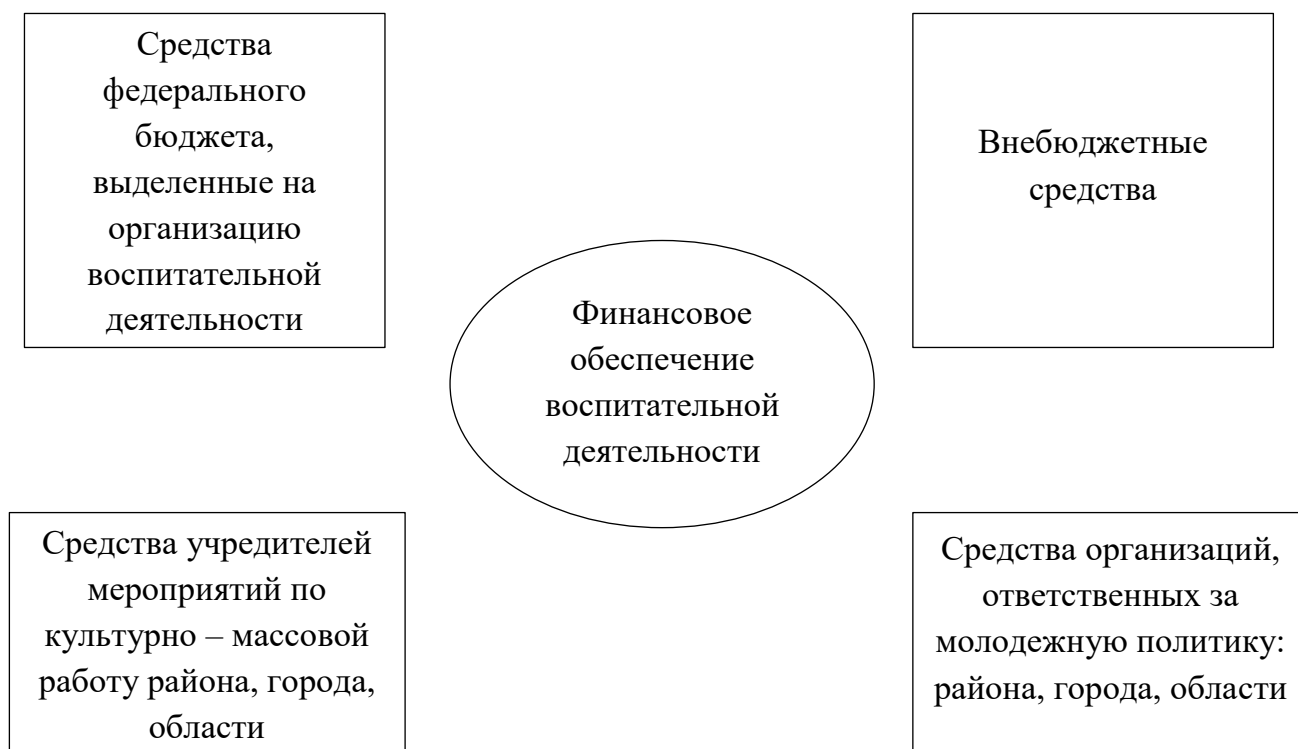 Средства
федерального
бюджета,
выделенные на
организацию
воспитательной
деятельности
Внебюджетные
средства
Финансовое
обеспечение
воспитательной
деятельности
Средства учредителей
мероприятий по
культурно – массовой
работу района, города,
области
Средства организаций,
ответственных за
молодежную политику:
района, города, области